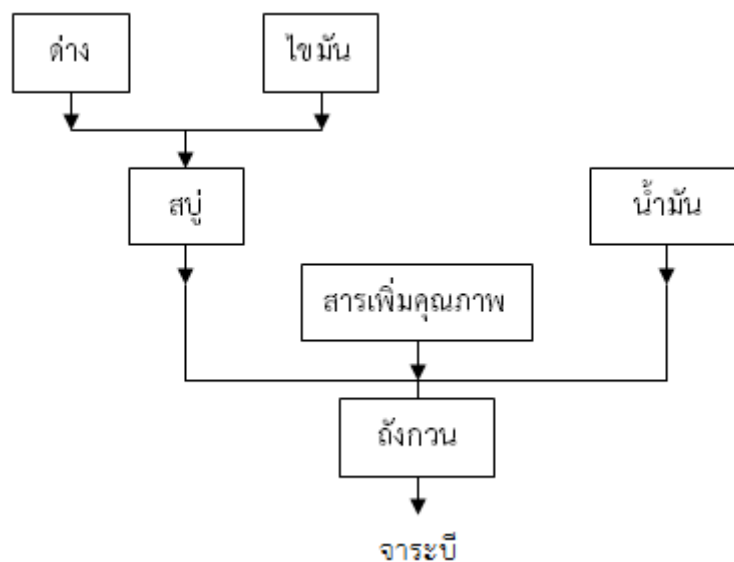 ด่าง
ไขมัน
สบู่
น้ำมัน
สารเพิ่มคุณภาพ
ถังกวน
จาระบี